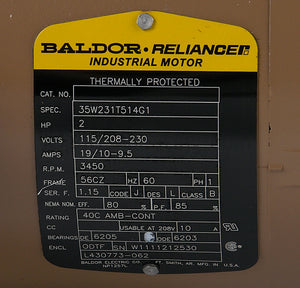 BALDOR · RELIANCE
INDUSTRIAL MOTOR
THERMALLY PROTECTED
CAT. NO.
SPEC. 35W231T514G1
HP 2
VOLTS 115/208-230
AMPS 19/10-9.5
R.P.M. 3450
FRAME 56CZ HZ 60 PH 1
SER. F. 1.15 CODE J DES L CLASS B
NEMA NOM. EFF. 80 % P.F. 85 %
RATING 40C AMB-CONT
CC USABLE AT 208V 10 A
BEARINGS DE 6205 ODE 6203
ENCL ODTF SN W1111212530
L430773-062
BALDOR ELECTRIC CO. FT. SMITH, AR. MFG. IN U.S.A.